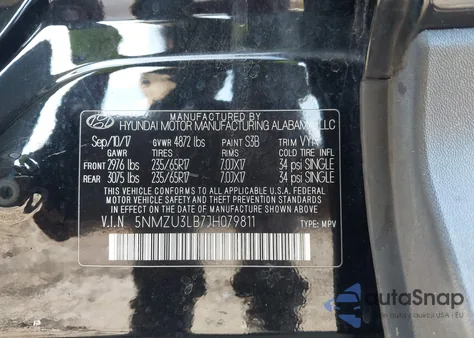 MANUFACTURED BY
HYUNDAI MOTOR MANUFACTURING ALABAMA, LLC
Sep/10/17 GVWR 4872 lbs PAINT S3B TRIM
GAWR TIRES RIMS COLD TIRE INFL
FRONT 2976 lbs 235/65R17 7.0JX17 34 psi SINGLE
REAR 3075 lbs 235/65R17 7.0JX17 34 psi SINGLE
THIS VEHICLE CONFORMS TO ALL APPLICABLE U.S.A. FEDERAL
MOTOR VEHICLE SAFETY AND THEFT PREVENTION STANDARDS
IN EFFECT ON THE DATE OF MANUFACTURE SHOWN ABOVE.
V.I.N 5NMZU3LB7JH079811 TYPE: MPV
autoSnap